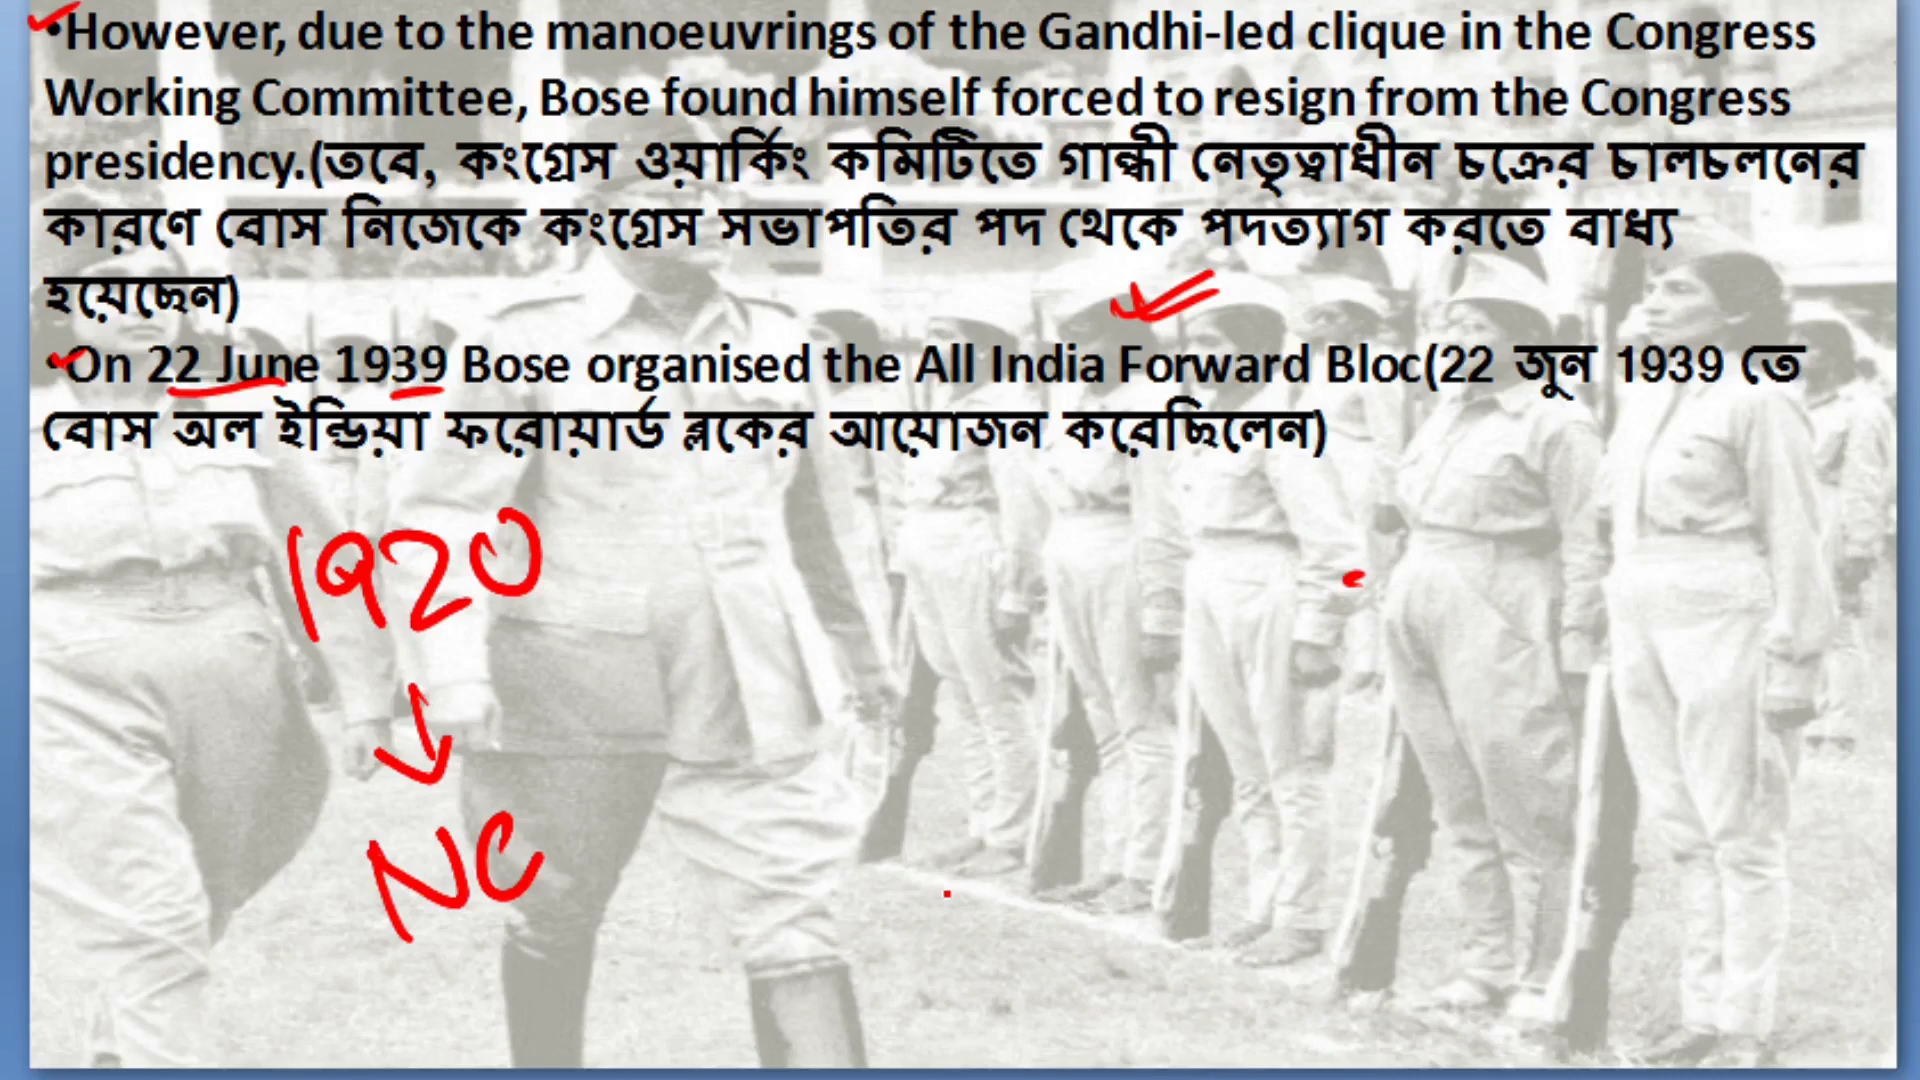 •However, due to the manoeuvrings of the Gandhi-led clique in the Congress
Working Committee, Bose found himself forced to resign from the Congress
presidency.(তবে, কংগ্রেস ওয়ার্কিং কমিটিতে গান্ধী নেতৃত্বাধীন চক্রের চালচলনের
কারণে বোস নিজেকে কংগ্রেস সভাপতির পদ থেকে পদত্যাগ করতে বাধ্য
হয়েছেন)
•On 22 June 1939 Bose organised the All India Forward Bloc(22 জুন 1939 তে
বোস অল ইন্ডিয়া ফরোয়ার্ড ব্লকের আয়োজন করেছিলেন)
1920
NC